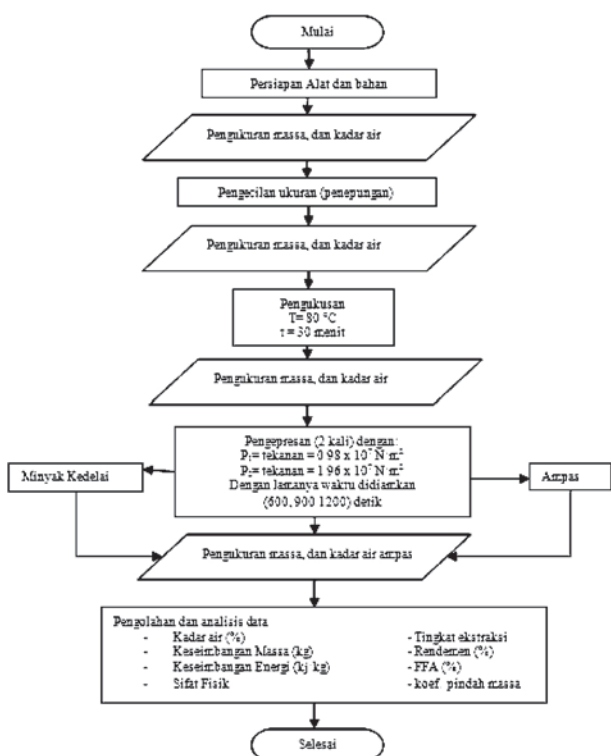 Mulai
Persiapan Alat dan bahan
Pengukuran massa, dan kadar air
Pengecilan ukuran (penepungan)
Pengukuran massa, dan kadar air
Pengukusan
T= 80 °C
t = 30 menit
Pengukuran massa, dan kadar air
Pengepresan (2 kali) dengan:
P₁= tekanan = 0.98 x 10⁷ N m²
P₂= tekanan = 1.96 x 10⁷ N m²
Dengan lamanya waktu didiamkan
(600, 900 1200) detik
Minyak Kedelai
Ampas
Pengukuran massa, dan kadar air ampas
Pengolahan dan analisis data
- Kadar air (%) - Tingkat ekstraksi
- Keseimbangan Massa (kg) - Rendemen (%)
- Keseimbangan Energi (kj kg) - FFA (%)
- Sifat Fisik - koef. pindah massa
Selesai